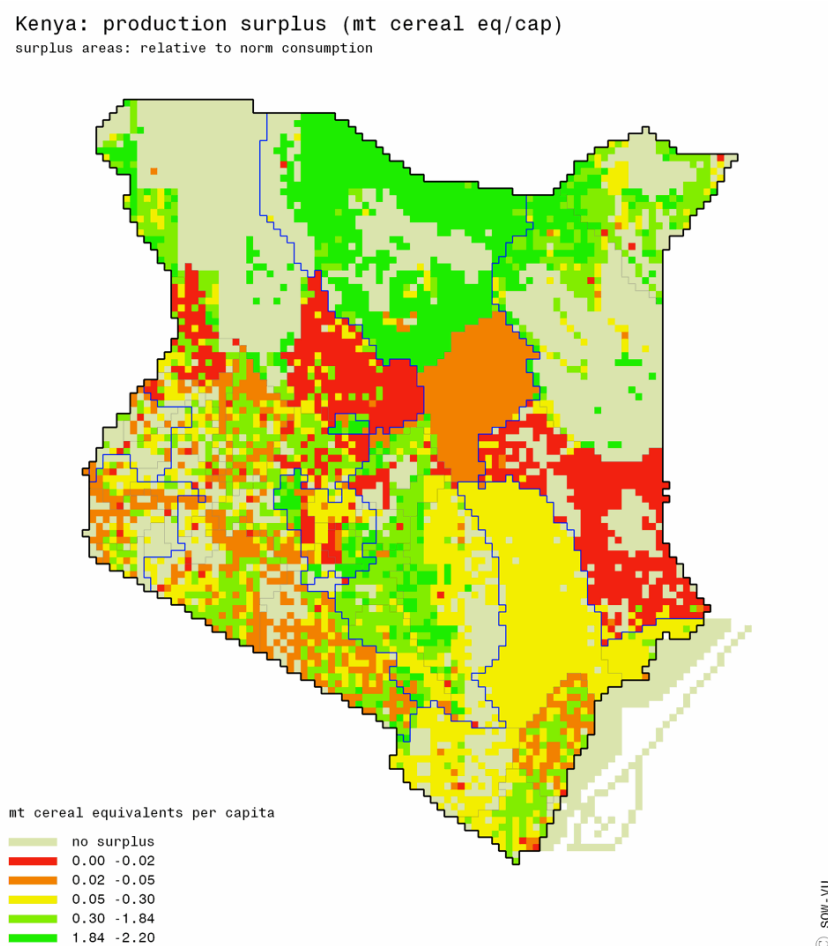 Kenya: production surplus (mt cereal eq/cap)
surplus areas: relative to norm consumption
mt cereal equivalents per capita
no surplus
0.00 -0.02
0.02 -0.05
0.05 -0.30
0.30 -1.84
1.84 -2.20
SOW-VU